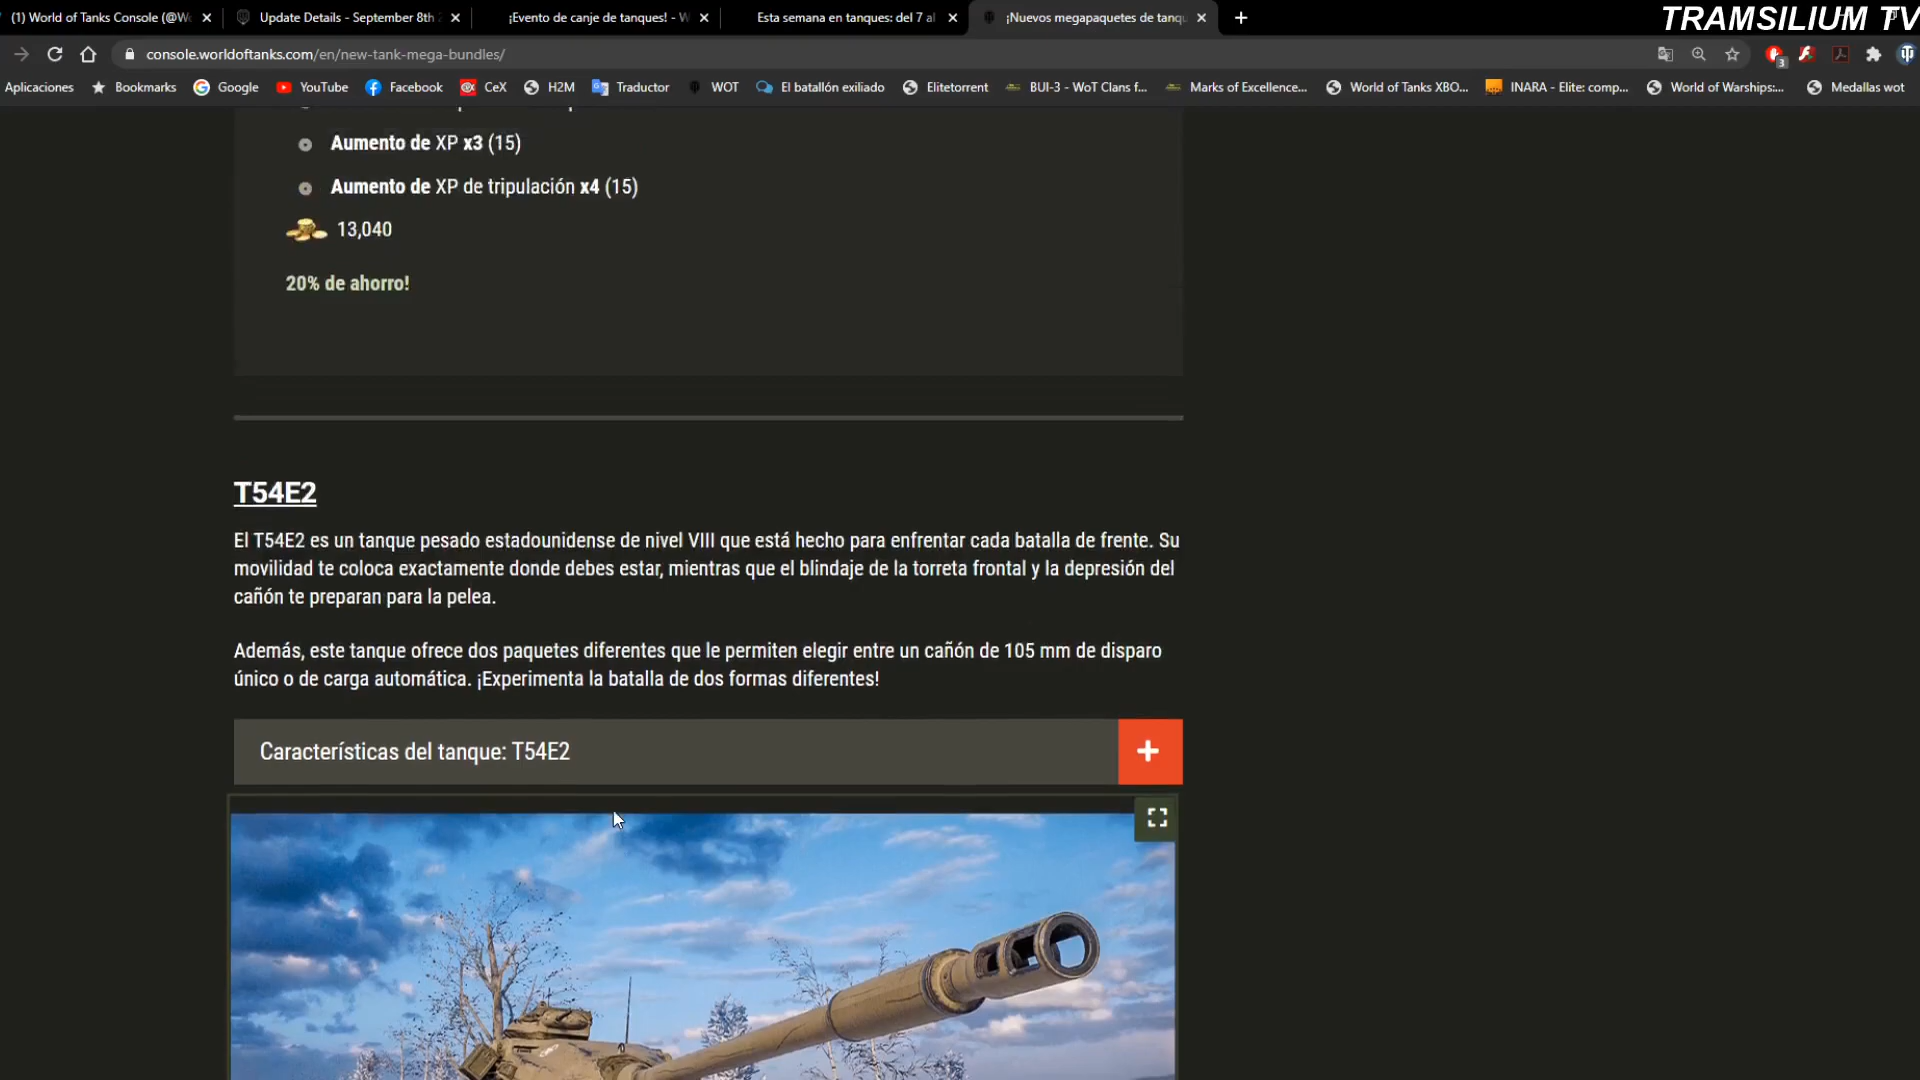 (1) World of Tanks Console (@Wo
Update Details - September 8th 2
¡Evento de canje de tanques! - W
Esta semana en tanques: del 7 al
¡Nuevos megapaquetes de tanqu
TRAMSILIUM TV
console.worldoftanks.com/en/new-tank-mega-bundles/
3
Aplicaciones
Bookmarks
Google
YouTube
Facebook
CeX
H2M
Traductor
WOT
El batallón exiliado
Elitetorrent
BUI-3 - WoT Clans f...
Marks of Excellence...
World of Tanks XBO...
INARA - Elite: comp...
World of Warships:...
Medallas wot
Aumento de XP x3 (15)
Aumento de XP de tripulación x4 (15)
13,040
20% de ahorro!
T54E2
El T54E2 es un tanque pesado estadounidense de nivel VIII que está hecho para enfrentar cada batalla de frente. Su
movilidad te coloca exactamente donde debes estar, mientras que el blindaje de la torreta frontal y la depresión del
cañón te preparan para la pelea.
Además, este tanque ofrece dos paquetes diferentes que le permiten elegir entre un cañón de 105 mm de disparo
único o de carga automática. ¡Experimenta la batalla de dos formas diferentes!
Características del tanque: T54E2